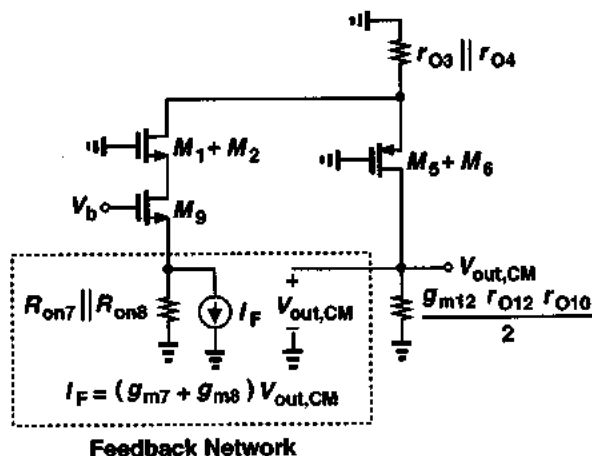 r_O3 || r_O4
M_1 + M_2
M_5 + M_6
V_b
M_9
V_out,CM
R_on7 || R_on8
I_F
+
V_out,CM
−
g_m12 r_O12 r_O10
2
I_F = (g_m7 + g_m8) V_out,CM
Feedback Network